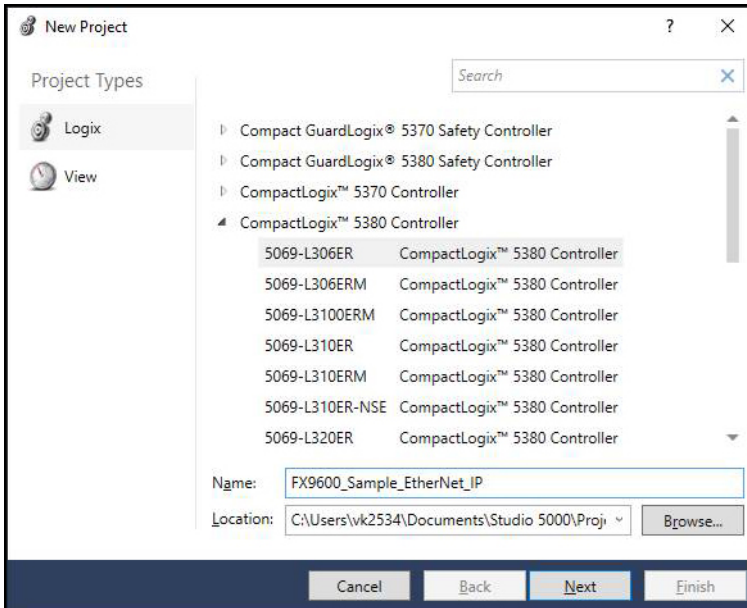 New Project
?
Project Types
Search
Logix
View
Compact GuardLogix® 5370 Safety Controller
Compact GuardLogix® 5380 Safety Controller
CompactLogix™ 5370 Controller
CompactLogix™ 5380 Controller
5069-L306ER CompactLogix™ 5380 Controller
5069-L306ERM CompactLogix™ 5380 Controller
5069-L3100ERM CompactLogix™ 5380 Controller
5069-L310ER CompactLogix™ 5380 Controller
5069-L310ERM CompactLogix™ 5380 Controller
5069-L310ER-NSE CompactLogix™ 5380 Controller
5069-L320ER CompactLogix™ 5380 Controller
Name: FX9600_Sample_EtherNet_IP
Location: C:\Users\vk2534\Documents\Studio 5000\Proj Browse...
Cancel Back Next Finish